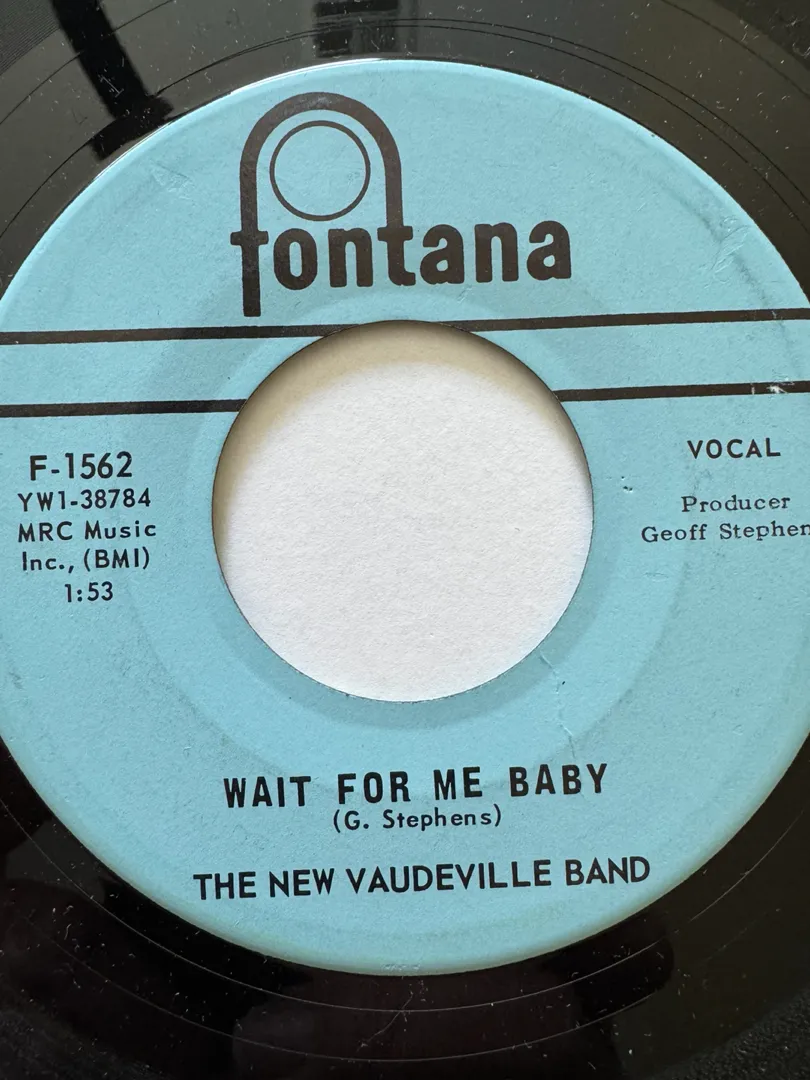 fontana
F-1562
YW1-38784
MRC Music
Inc., (BMI)
1:53
VOCAL
Producer
Geoff Stephen
WAIT FOR ME BABY
(G. Stephens)
THE NEW VAUDEVILLE BAND